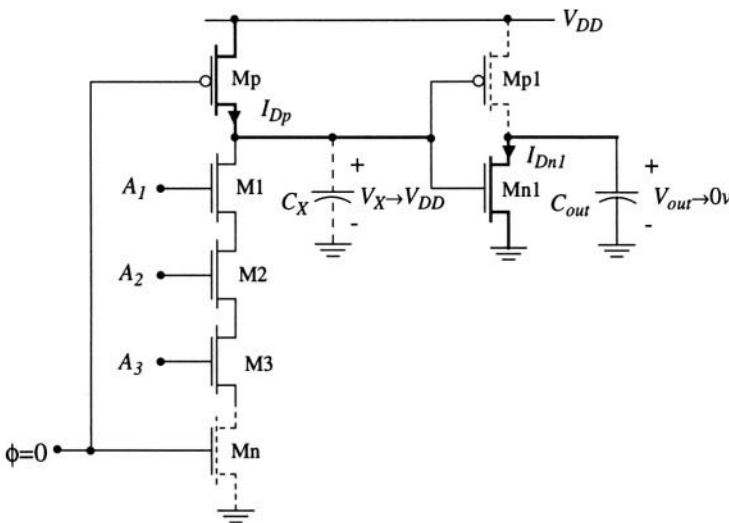 V_DD
Mp
Mp1
I_Dp
I_Dn1
A_1
M1
+
+
C_X
V_X→V_DD
Mn1
C_out
V_out→0v
-
-
A_2
M2
A_3
M3
ϕ=0
Mn